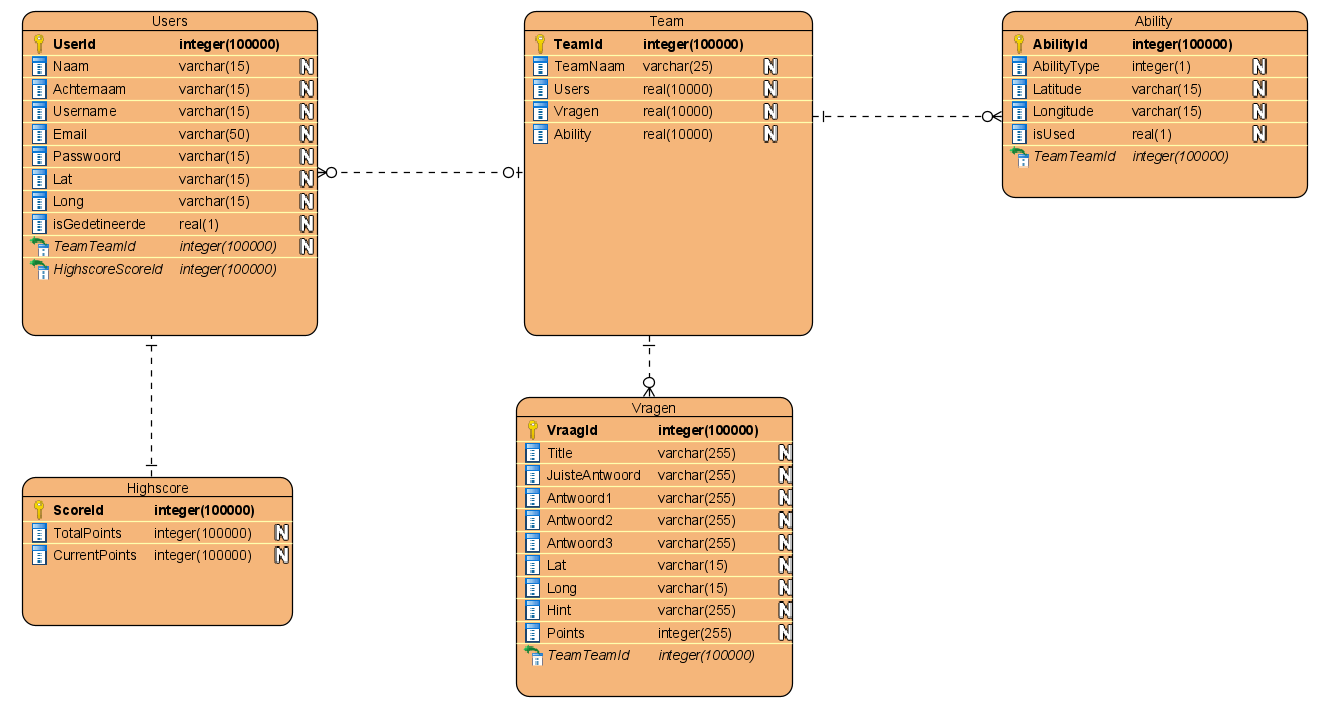 Users
UserId integer(100000)
Naam varchar(15) N
Achternaam varchar(15) N
Username varchar(15) N
Email varchar(50) N
Passwoord varchar(15) N
Lat varchar(15) N
Long varchar(15) N
isGedetineerde real(1) N
TeamTeamId integer(100000) N
HighscoreScoreId integer(100000)
Team
TeamId integer(100000)
TeamNaam varchar(25) N
Users real(10000) N
Vragen real(10000) N
Ability real(10000) N
Ability
AbilityId integer(100000)
AbilityType integer(1) N
Latitude varchar(15) N
Longitude varchar(15) N
isUsed real(1) N
TeamTeamId integer(100000)
Highscore
ScoreId integer(100000)
TotalPoints integer(100000) N
CurrentPoints integer(100000) N
Vragen
VraagId integer(100000)
Title varchar(255) N
JuisteAntwoord varchar(255) N
Antwoord1 varchar(255) N
Antwoord2 varchar(255) N
Antwoord3 varchar(255) N
Lat varchar(15) N
Long varchar(15) N
Hint varchar(255) N
Points integer(255) N
TeamTeamId integer(100000)